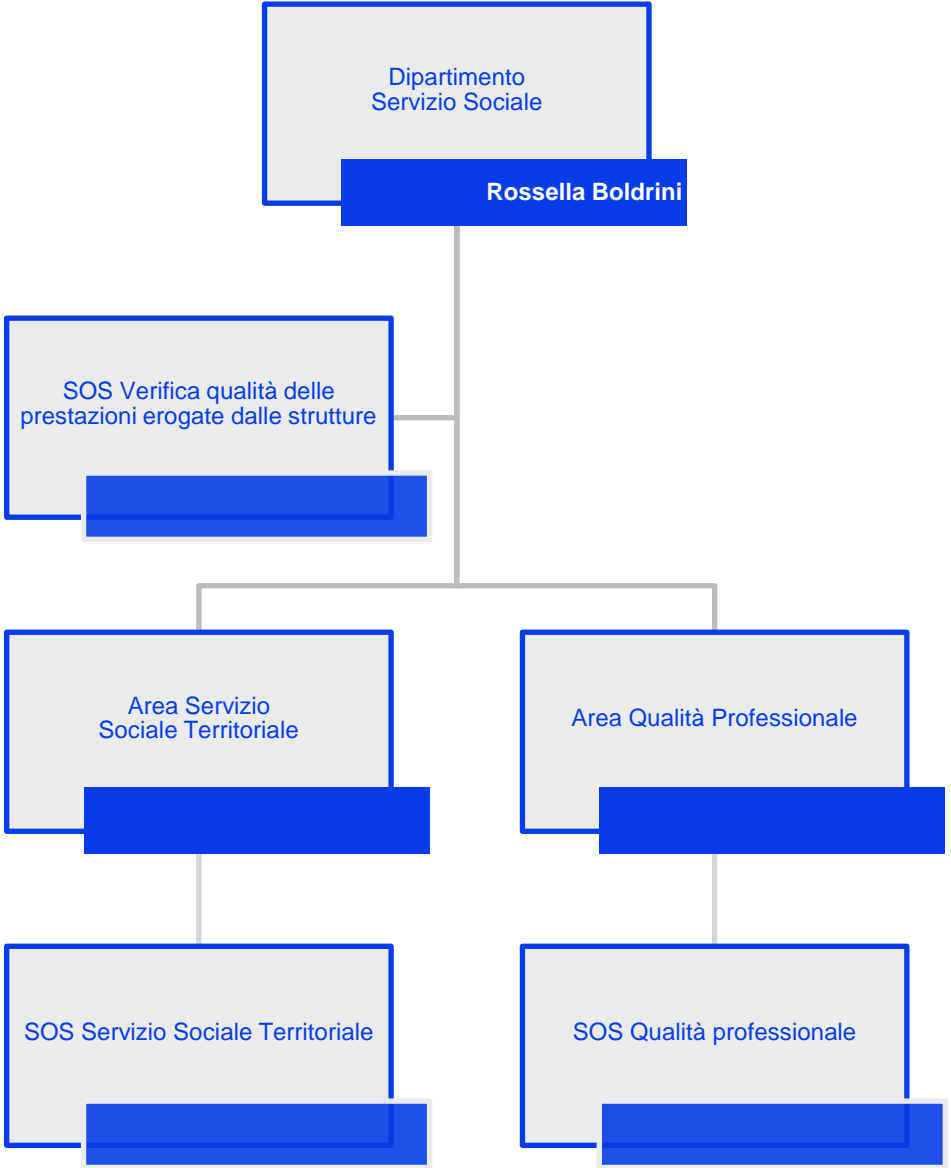 Dipartimento
Servizio Sociale
Rossella Boldrini
SOS Verifica qualità delle
prestazioni erogate dalle strutture
Area Servizio
Sociale Territoriale
Area Qualità Professionale
SOS Servizio Sociale Territoriale
SOS Qualità professionale